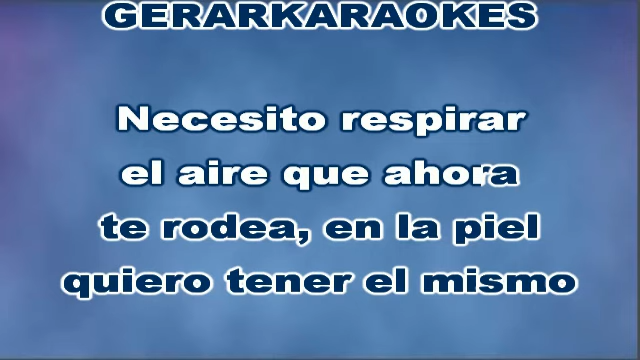 GERARKARAOKES
Necesito respirar
el aire que ahora
te rodea, en la piel
quiero tener el mismo